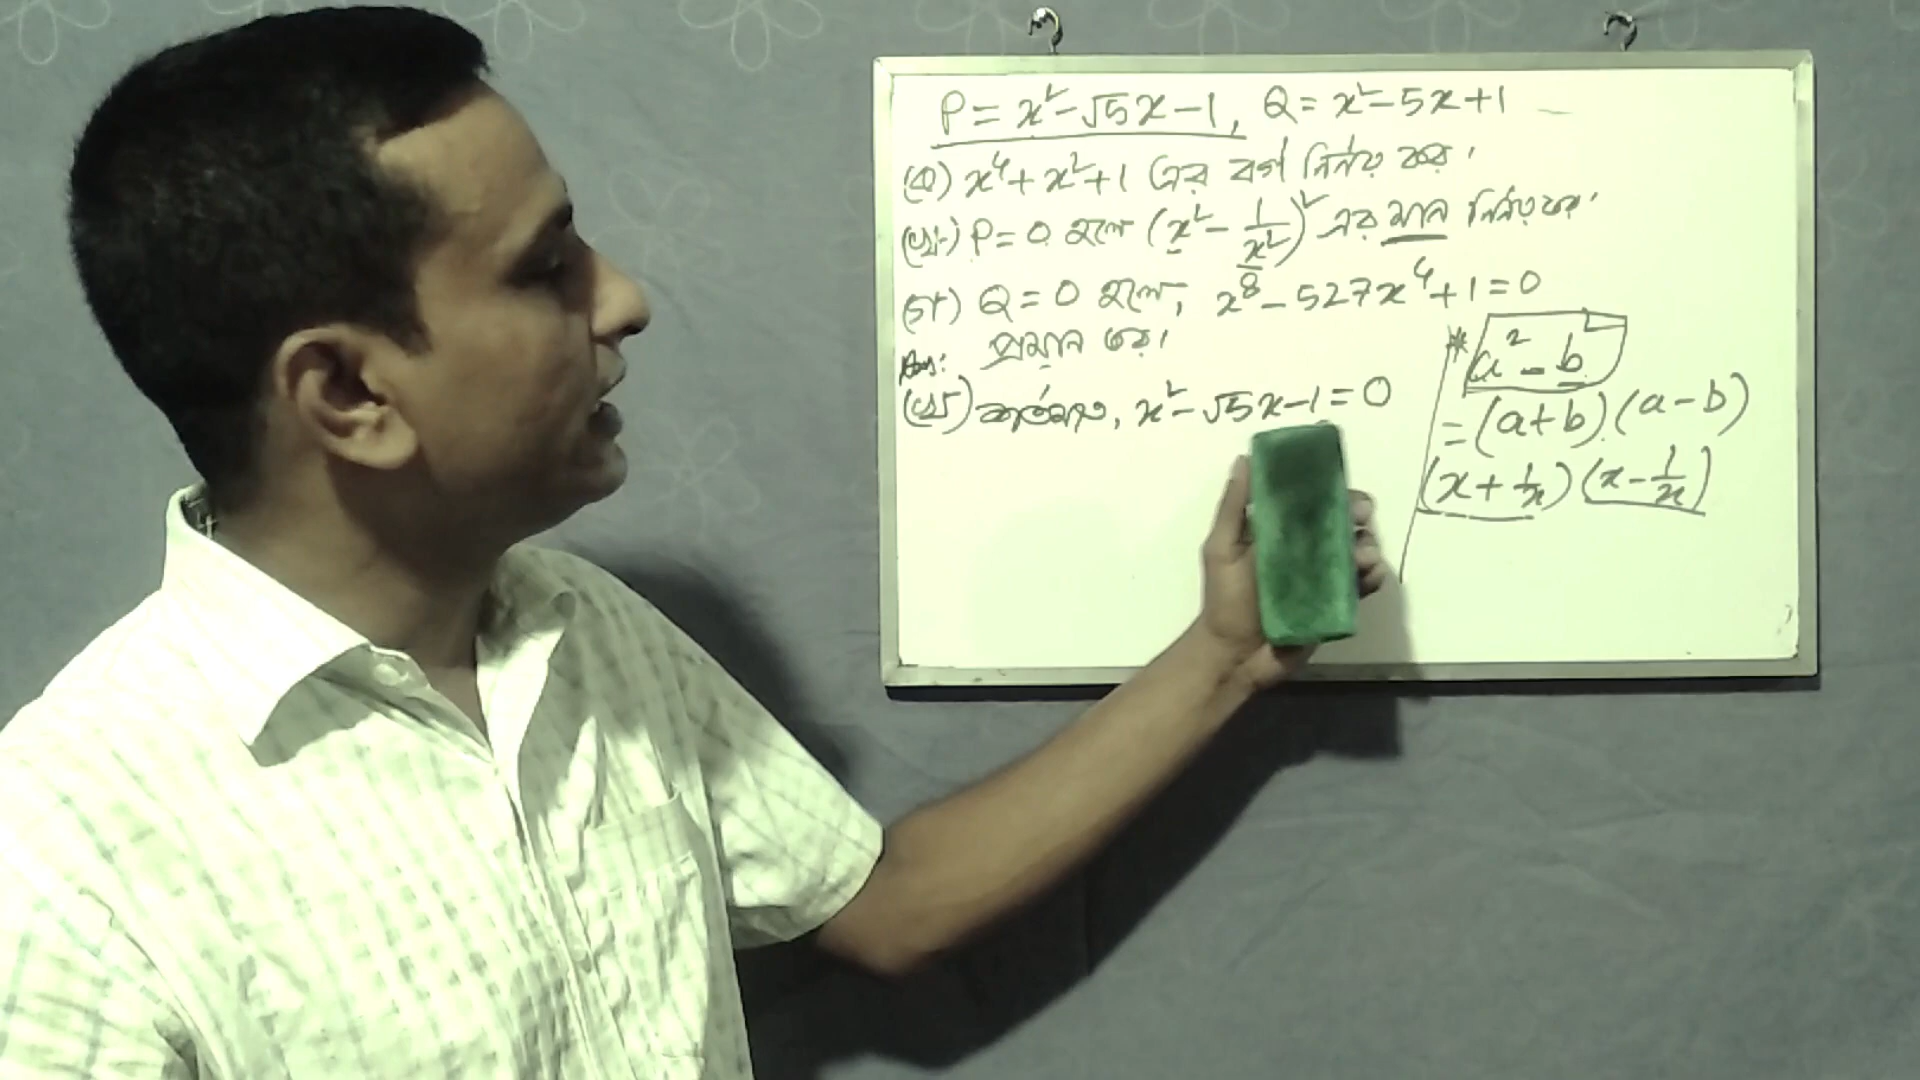 P = x² - √5x - 1, Q = x² - 5x + 1
(ক) x⁴ + x² + 1 এর বর্গ নির্ণয় কর।
(খ) P = 0 হলে (x² - 1/x²)² এর মান নির্ণয় কর।
(গ) Q = 0 হলে, x⁸ - 527x⁴ + 1 = 0
প্রমান কর।
Ans:
(খ) x² - √5x - 1 = 0
* a² - b²
= (a + b) (a - b)
(x + 1/x) (x - 1/x)